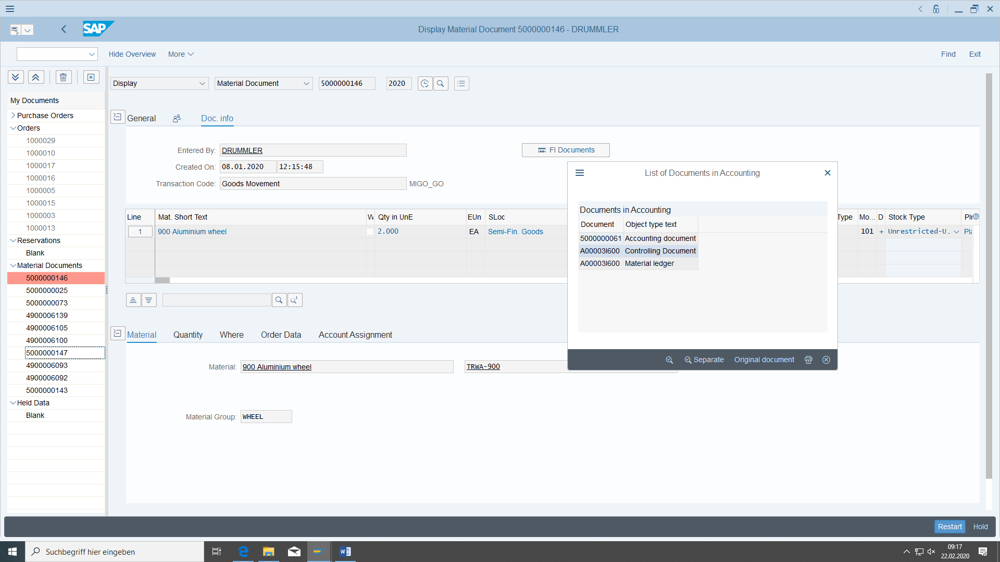 SAP
Display Material Document 5000000146 - DRUMMLER
Hide Overview More Find Exit
Display Material Document 5000000146 2020
My Documents
Purchase Orders
Orders
1000029
1000010
1000017
1000016
1000005
1000015
1000003
1000013
Reservations
Blank
Material Documents
5000000146
5000000025
5000000073
4900006139
4900006105
4900006100
5000000147
4900006093
4900006092
5000000143
Held Data
Blank
General Doc. info
Entered By: DRUMMLER FI Documents
Created On: 08.01.2020 12:15:48
Transaction Code: Goods Movement MIGO_GO
Line Mat. Short Text W Qty in UnE EUn SLoc Type Mo... D Stock Type Pln
1 900 Aluminium wheel 2.000 EA Semi-Fin. Goods 101 + Unrestricted-U... Pla
Material Quantity Where Order Data Account Assignment
Material: 900 Aluminium wheel TRWA-900
Material Group: WHEEL
List of Documents in Accounting
Documents in Accounting
Document Object type text
5000000061 Accounting document
A00003I600 Controlling Document
A00003I600 Material ledger
Separate Original document
Restart Hold
Suchbegriff hier eingeben
09:17
22.02.2020